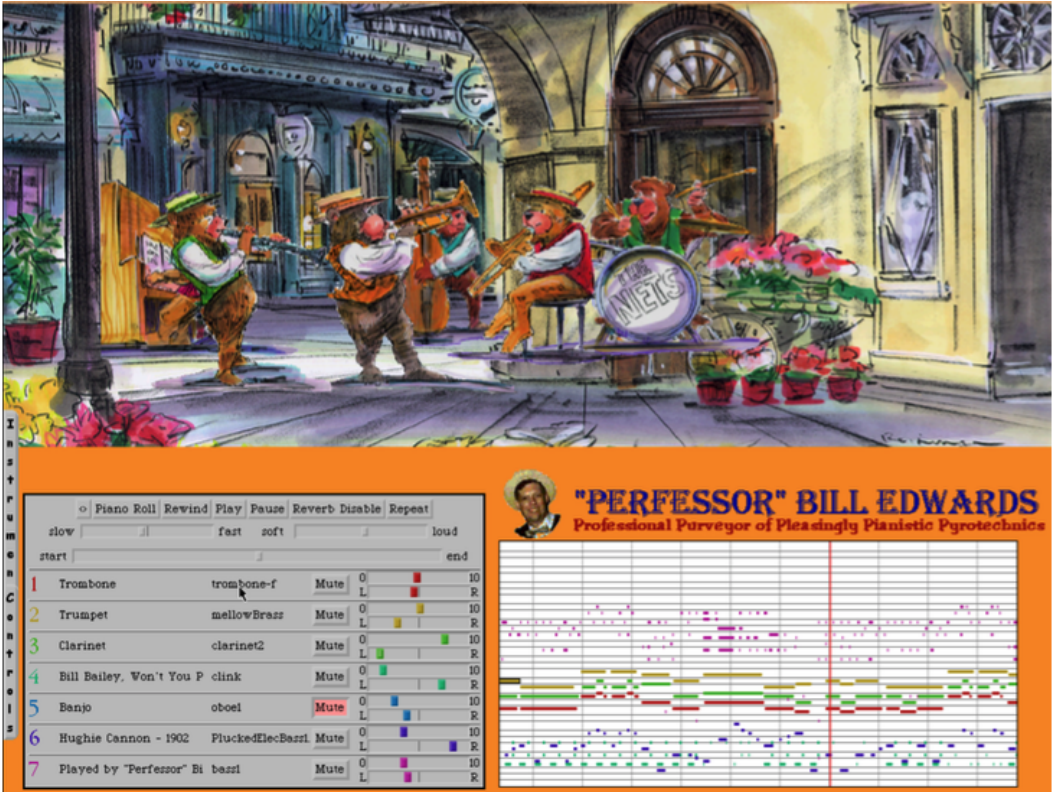 THE
NETS
"PERFESSOR" BILL EDWARDS
Professional Purveyor of Pleasingly Pianistic Pyrotechnics
Instrumen Controls
Piano Roll Rewind Play Pause Reverb Disable Repeat
slow fast soft loud
start end
1 Trombone trombone-f Mute 0 10
L R
2 Trumpet mellowBrass Mute 0 10
L R
3 Clarinet clarinet2 Mute 0 10
L R
4 Bill Bailey, Won't You P clink Mute 0 10
L R
5 Banjo oboe1 Mute 0 10
L R
6 Hughie Cannon - 1902 PluckedElecBass1 Mute 0 10
L R
7 Played by "Perfessor" Bi bass1 Mute 0 10
L R